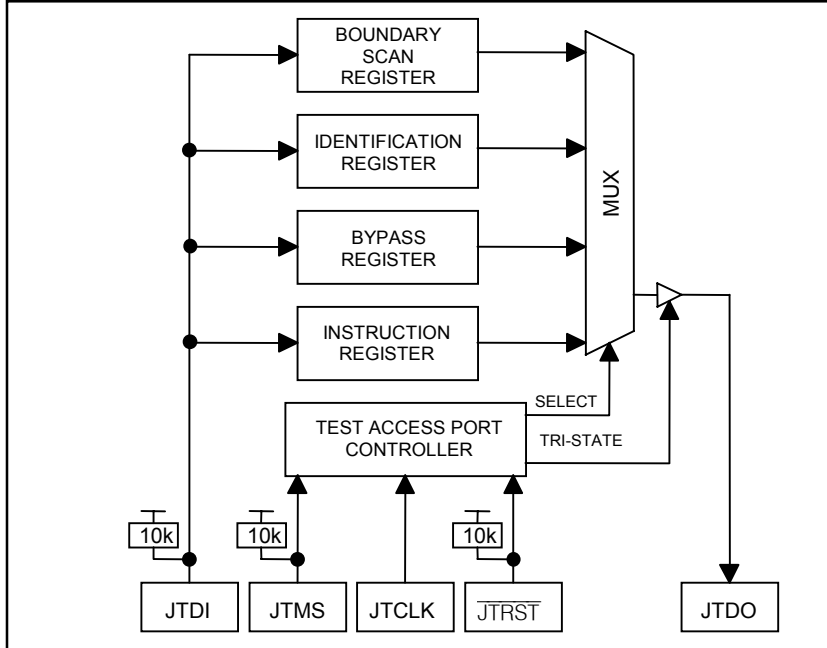 BOUNDARY
SCAN
REGISTER
IDENTIFICATION
REGISTER
BYPASS
REGISTER
INSTRUCTION
REGISTER
MUX
SELECT
TEST ACCESS PORT
CONTROLLER
TRI-STATE
10k
10k
10k
JTDI
JTMS
JTCLK
JTRST
JTDO